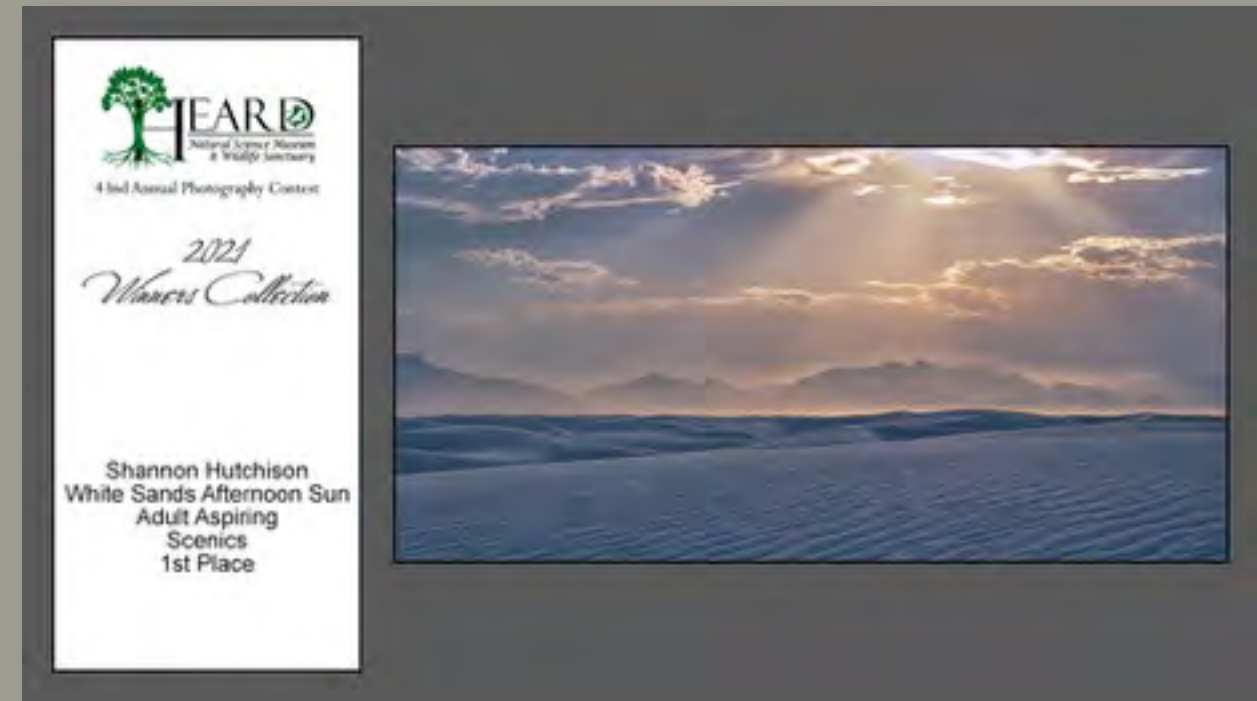 HEARD
Natural Science Museum
& Wildlife Sanctuary
42nd Annual Photography Contest
2021
Winners Collection
Shannon Hutchison
White Sands Afternoon Sun
Adult Aspiring
Scenics
1st Place